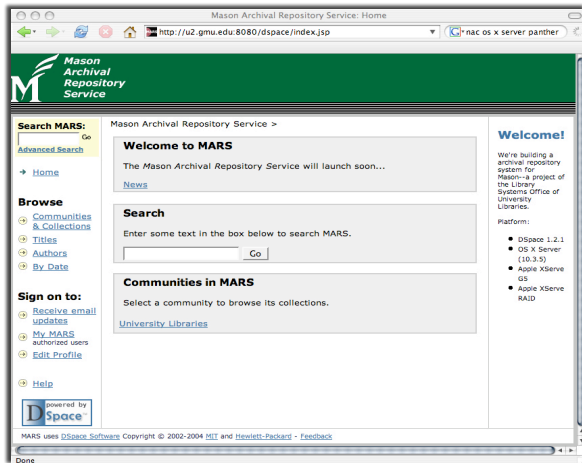 Mason Archival Repository Service: Home
http://u2.gmu.edu:8080/dspace/index.jsp
nac os x server panther
Mason
Archival
Repository
Service
M
Search MARS:
Go
Advanced Search
Home
Browse
Communities
& Collections
Titles
Authors
By Date
Sign on to:
Receive email
updates
My MARS
authorized users
Edit Profile
Help
powered by
DSpace™
Mason Archival Repository Service >
Welcome to MARS
The Mason Archival Repository Service will launch soon...
News
Search
Enter some text in the box below to search MARS.
Go
Communities in MARS
Select a community to browse its collections.
University Libraries
Welcome!
We're building a
archival repository
system for
Mason--a project of
the Library
Systems Office of
University
Libraries.
Platform:
DSpace 1.2.1
OS X Server
(10.3.5)
Apple XServe
G5
Apple XServe
RAID
MARS uses DSpace Software Copyright © 2002-2004 MIT and Hewlett-Packard - Feedback
Done